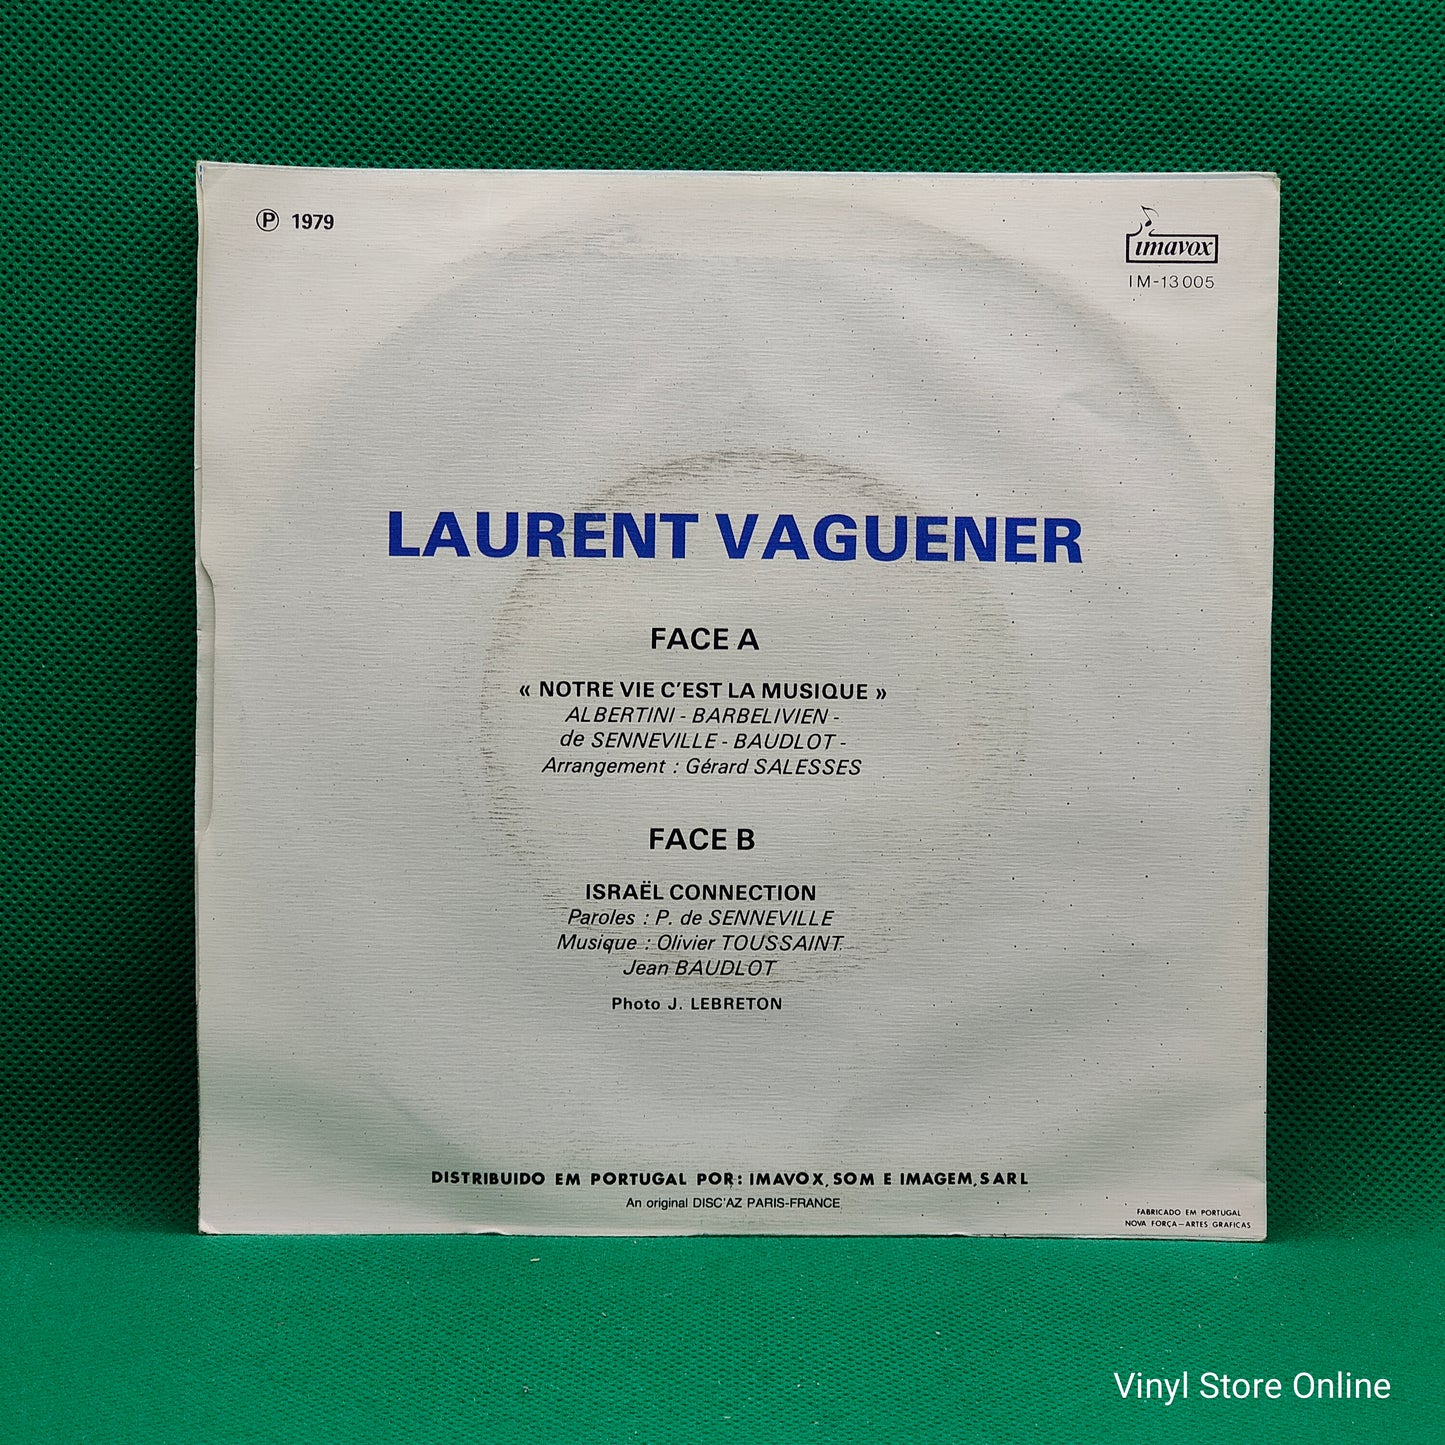 Ⓟ 1979
imavox
IM-13005
LAURENT VAGUENER
FACE A
« NOTRE VIE C'EST LA MUSIQUE »
ALBERTINI - BARBELIVIEN -
de SENNEVILLE - BAUDLOT -
Arrangement : Gérard SALESSES
FACE B
ISRAËL CONNECTION
Paroles : P. de SENNEVILLE
Musique : Olivier TOUSSAINT
Jean BAUDLOT
Photo J. LEBRETON
DISTRIBUIDO EM PORTUGAL POR: IMAVOX, SOM E IMAGEM, SARL
An original DISC'AZ PARIS-FRANCE
FABRICADO EM PORTUGAL
NOVA FORÇA—ARTES GRAFICAS
Vinyl Store Online